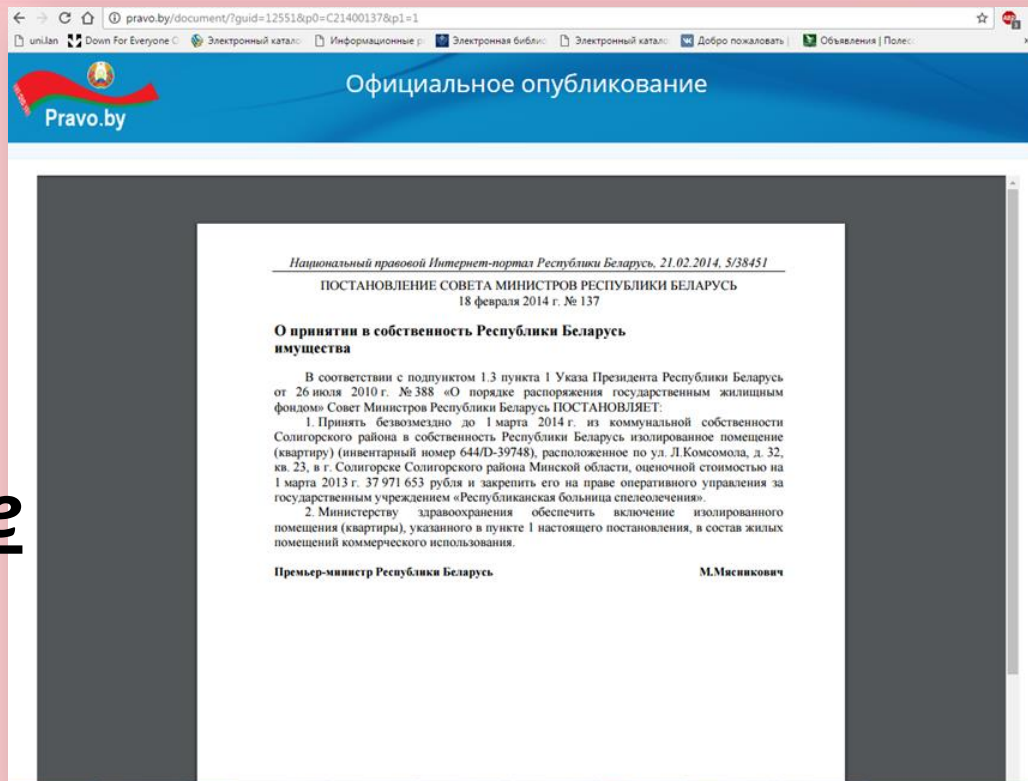 pravo.by/document/?guid=12551&p0=C21400137&p1=1
uni.lan Down For Everyone O Электронный катало Информационные р Электронная библио Электронный катало Добро пожаловать | Объявления | Полес
Pravo.by
Официальное опубликование
Национальный правовой Интернет-портал Республики Беларусь, 21.02.2014, 5/38451
ПОСТАНОВЛЕНИЕ СОВЕТА МИНИСТРОВ РЕСПУБЛИКИ БЕЛАРУСЬ
18 февраля 2014 г. № 137
О принятии в собственность Республики Беларусь
имущества
В соответствии с подпунктом 1.3 пункта 1 Указа Президента Республики Беларусь
от 26 июля 2010 г. № 388 «О порядке распоряжения государственным жилищным
фондом» Совет Министров Республики Беларусь ПОСТАНОВЛЯЕТ:
1. Принять безвозмездно до 1 марта 2014 г. из коммунальной собственности
Солигорского района в собственность Республики Беларусь изолированное помещение
(квартиру) (инвентарный номер 644/D-39748), расположенное по ул. Л.Комсомола, д. 32,
кв. 23, в г. Солигорске Солигорского района Минской области, оценочной стоимостью на
1 марта 2013 г. 37 971 653 рубля и закрепить его на праве оперативного управления за
государственным учреждением «Республиканская больница спелеолечения».
2. Министерству здравоохранения обеспечить включение изолированного
помещения (квартиры), указанного в пункте 1 настоящего постановления, в состав жилых
помещений коммерческого использования.
Премьер-министр Республики Беларусь М.Мясникович
е